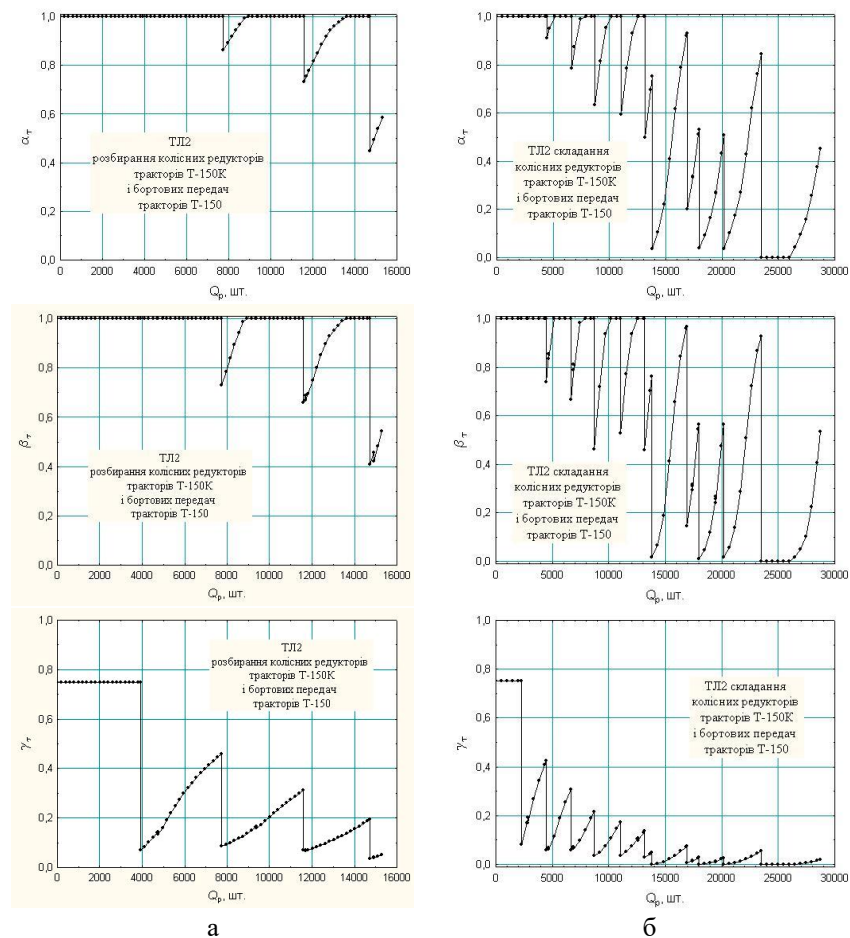 1,0
0,8
0,6
0,4
0,2
0,0
α τ
ТЛ2
розбирання колісних редукторів
тракторів Т-150К
і бортових передач
тракторів Т-150
0 2000 4000 6000 8000 10000 12000 14000 16000
Qр, шт.
1,0
0,8
0,6
0,4
0,2
0,0
α τ
ТЛ2 складання
колісних редукторів
тракторів Т-150К
і бортових передач
тракторів Т-150
0 5000 10000 15000 20000 25000 30000
Qр, шт.
1,0
0,8
0,6
0,4
0,2
0,0
β τ
ТЛ2
розбирання колісних редукторів
тракторів Т-150К
і бортових передач
тракторів Т-150
0 2000 4000 6000 8000 10000 12000 14000 16000
Qр, шт.
1,0
0,8
0,6
0,4
0,2
0,0
β τ
ТЛ2 складання
колісних редукторів
тракторів Т-150К
і бортових передач
тракторів Т-150
0 5000 10000 15000 20000 25000 30000
Qр, шт.
1,0
0,8
0,6
0,4
0,2
0,0
γ τ
ТЛ2
розбирання колісних редукторів
тракторів Т-150К
і бортових передач
тракторів Т-150
0 2000 4000 6000 8000 10000 12000 14000 16000
Qр, шт.
а
1,0
0,8
0,6
0,4
0,2
0,0
γ τ
ТЛ2 складання
колісних редукторів
тракторів Т-150К
і бортових передач
тракторів Т-150
0 5000 10000 15000 20000 25000 30000
Qр, шт.
б